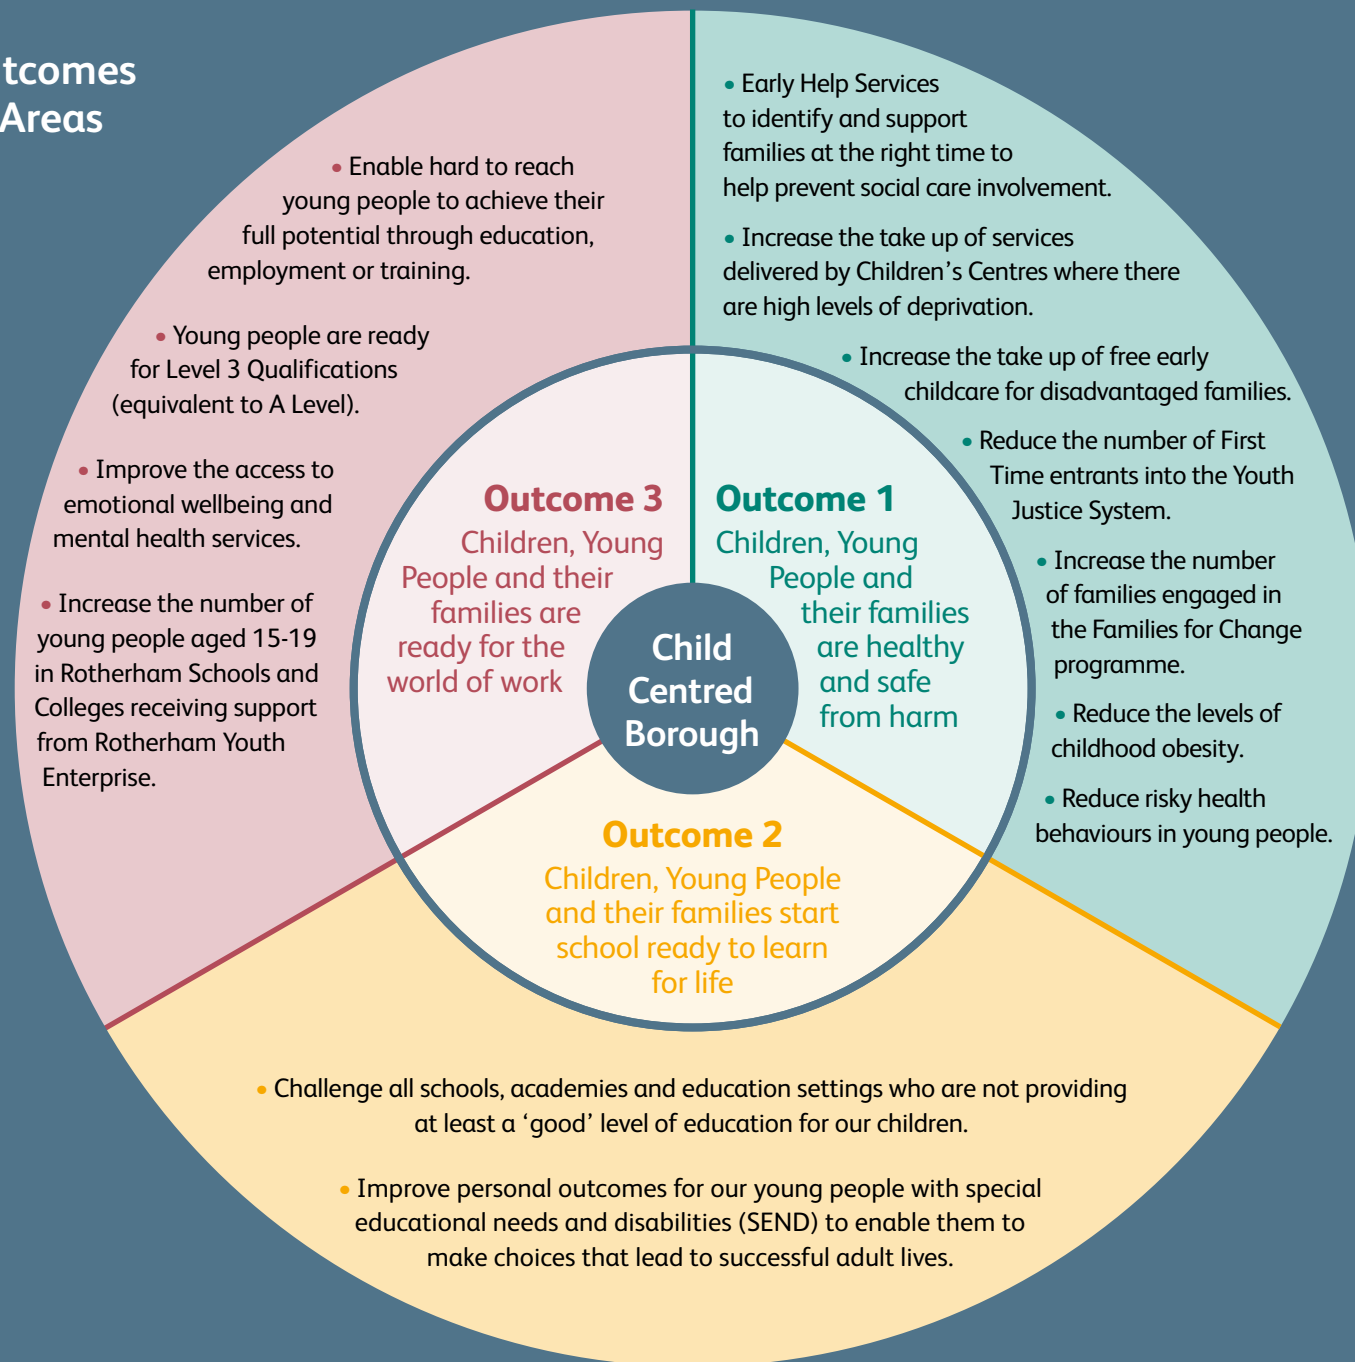 tcomes
Areas
• Early Help Services
to identify and support
families at the right time to
help prevent social care involvement.
• Increase the take up of services
delivered by Children's Centres where there
are high levels of deprivation.
• Increase the take up of free early
childcare for disadvantaged families.
• Reduce the number of First
Time entrants into the Youth
Justice System.
• Increase the number
of families engaged in
the Families for Change
programme.
• Reduce the levels of
childhood obesity.
• Reduce risky health
behaviours in young people.
• Enable hard to reach
young people to achieve their
full potential through education,
employment or training.
• Young people are ready
for Level 3 Qualifications
(equivalent to A Level).
• Improve the access to
emotional wellbeing and
mental health services.
• Increase the number of
young people aged 15-19
in Rotherham Schools and
Colleges receiving support
from Rotherham Youth
Enterprise.
Outcome 3
Children, Young
People and their
families are
ready for the
world of work
Outcome 1
Children, Young
People and
their families
are healthy
and safe
from harm
Child
Centred
Borough
Outcome 2
Children, Young People
and their families start
school ready to learn
for life
• Challenge all schools, academies and education settings who are not providing
at least a ‘good’ level of education for our children.
• Improve personal outcomes for our young people with special
educational needs and disabilities (SEND) to enable them to
make choices that lead to successful adult lives.